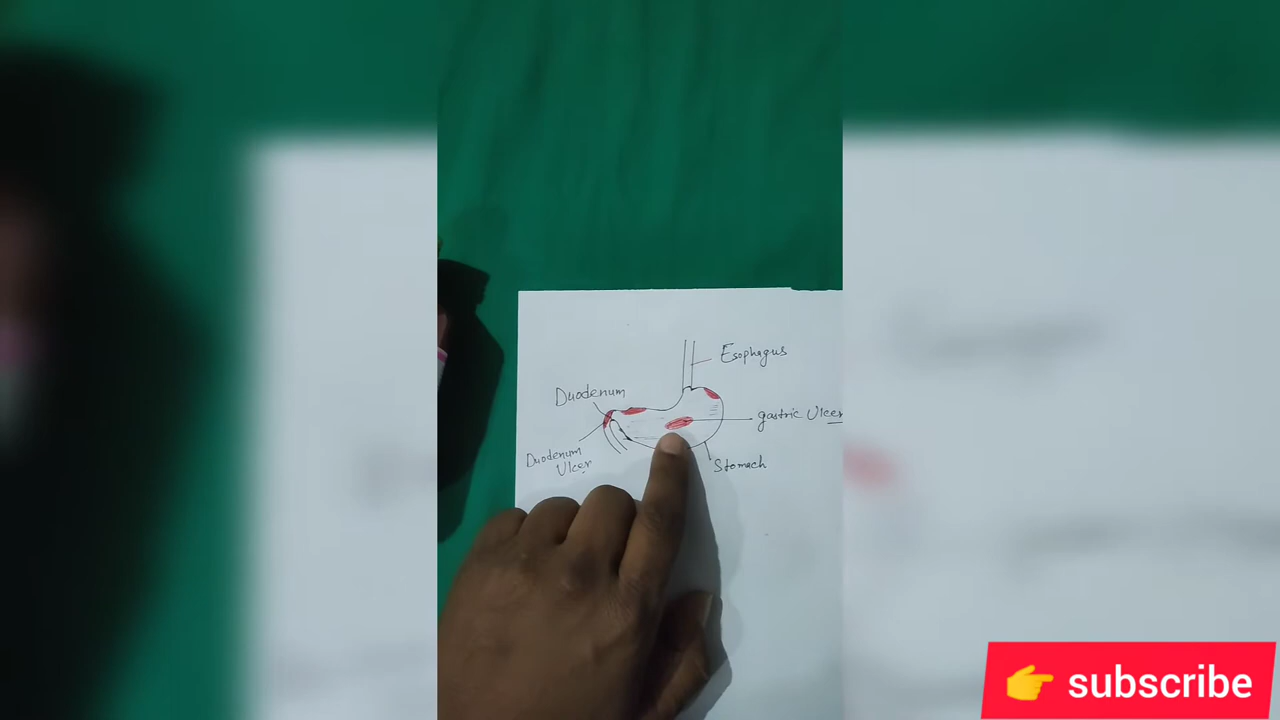 Esophagus
Duodenum
gastric Ulcer
Duodenum
Ulcer
Stomach
👉 subscribe